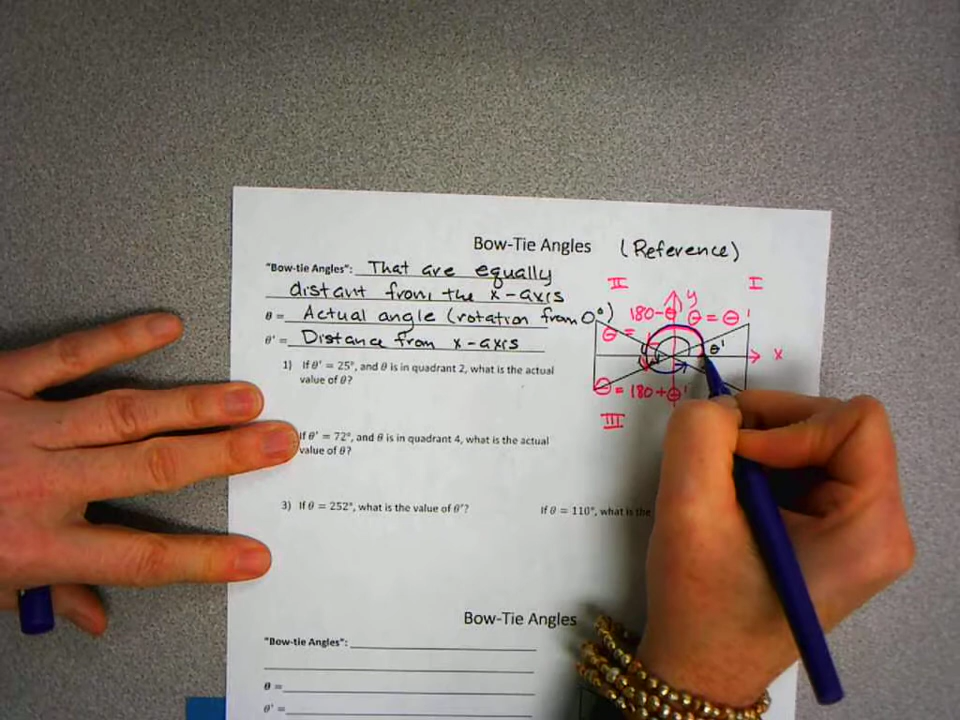 Bow-Tie Angles (Reference)
"Bow-tie Angles": That are equally
distant from the x-axis
θ = Actual angle (rotation from 0°)
θ' = Distance from x-axis
II I
y
180-θ' θ = θ'
θ =
θ' x
θ = 180+θ'
III
1) If θ' = 25°, and θ is in quadrant 2, what is the actual
value of θ?
If θ' = 72°, and θ is in quadrant 4, what is the actual
value of θ?
3) If θ = 252°, what is the value of θ'? If θ = 110°, what is the
Bow-Tie Angles
"Bow-tie Angles":
θ =
θ' =